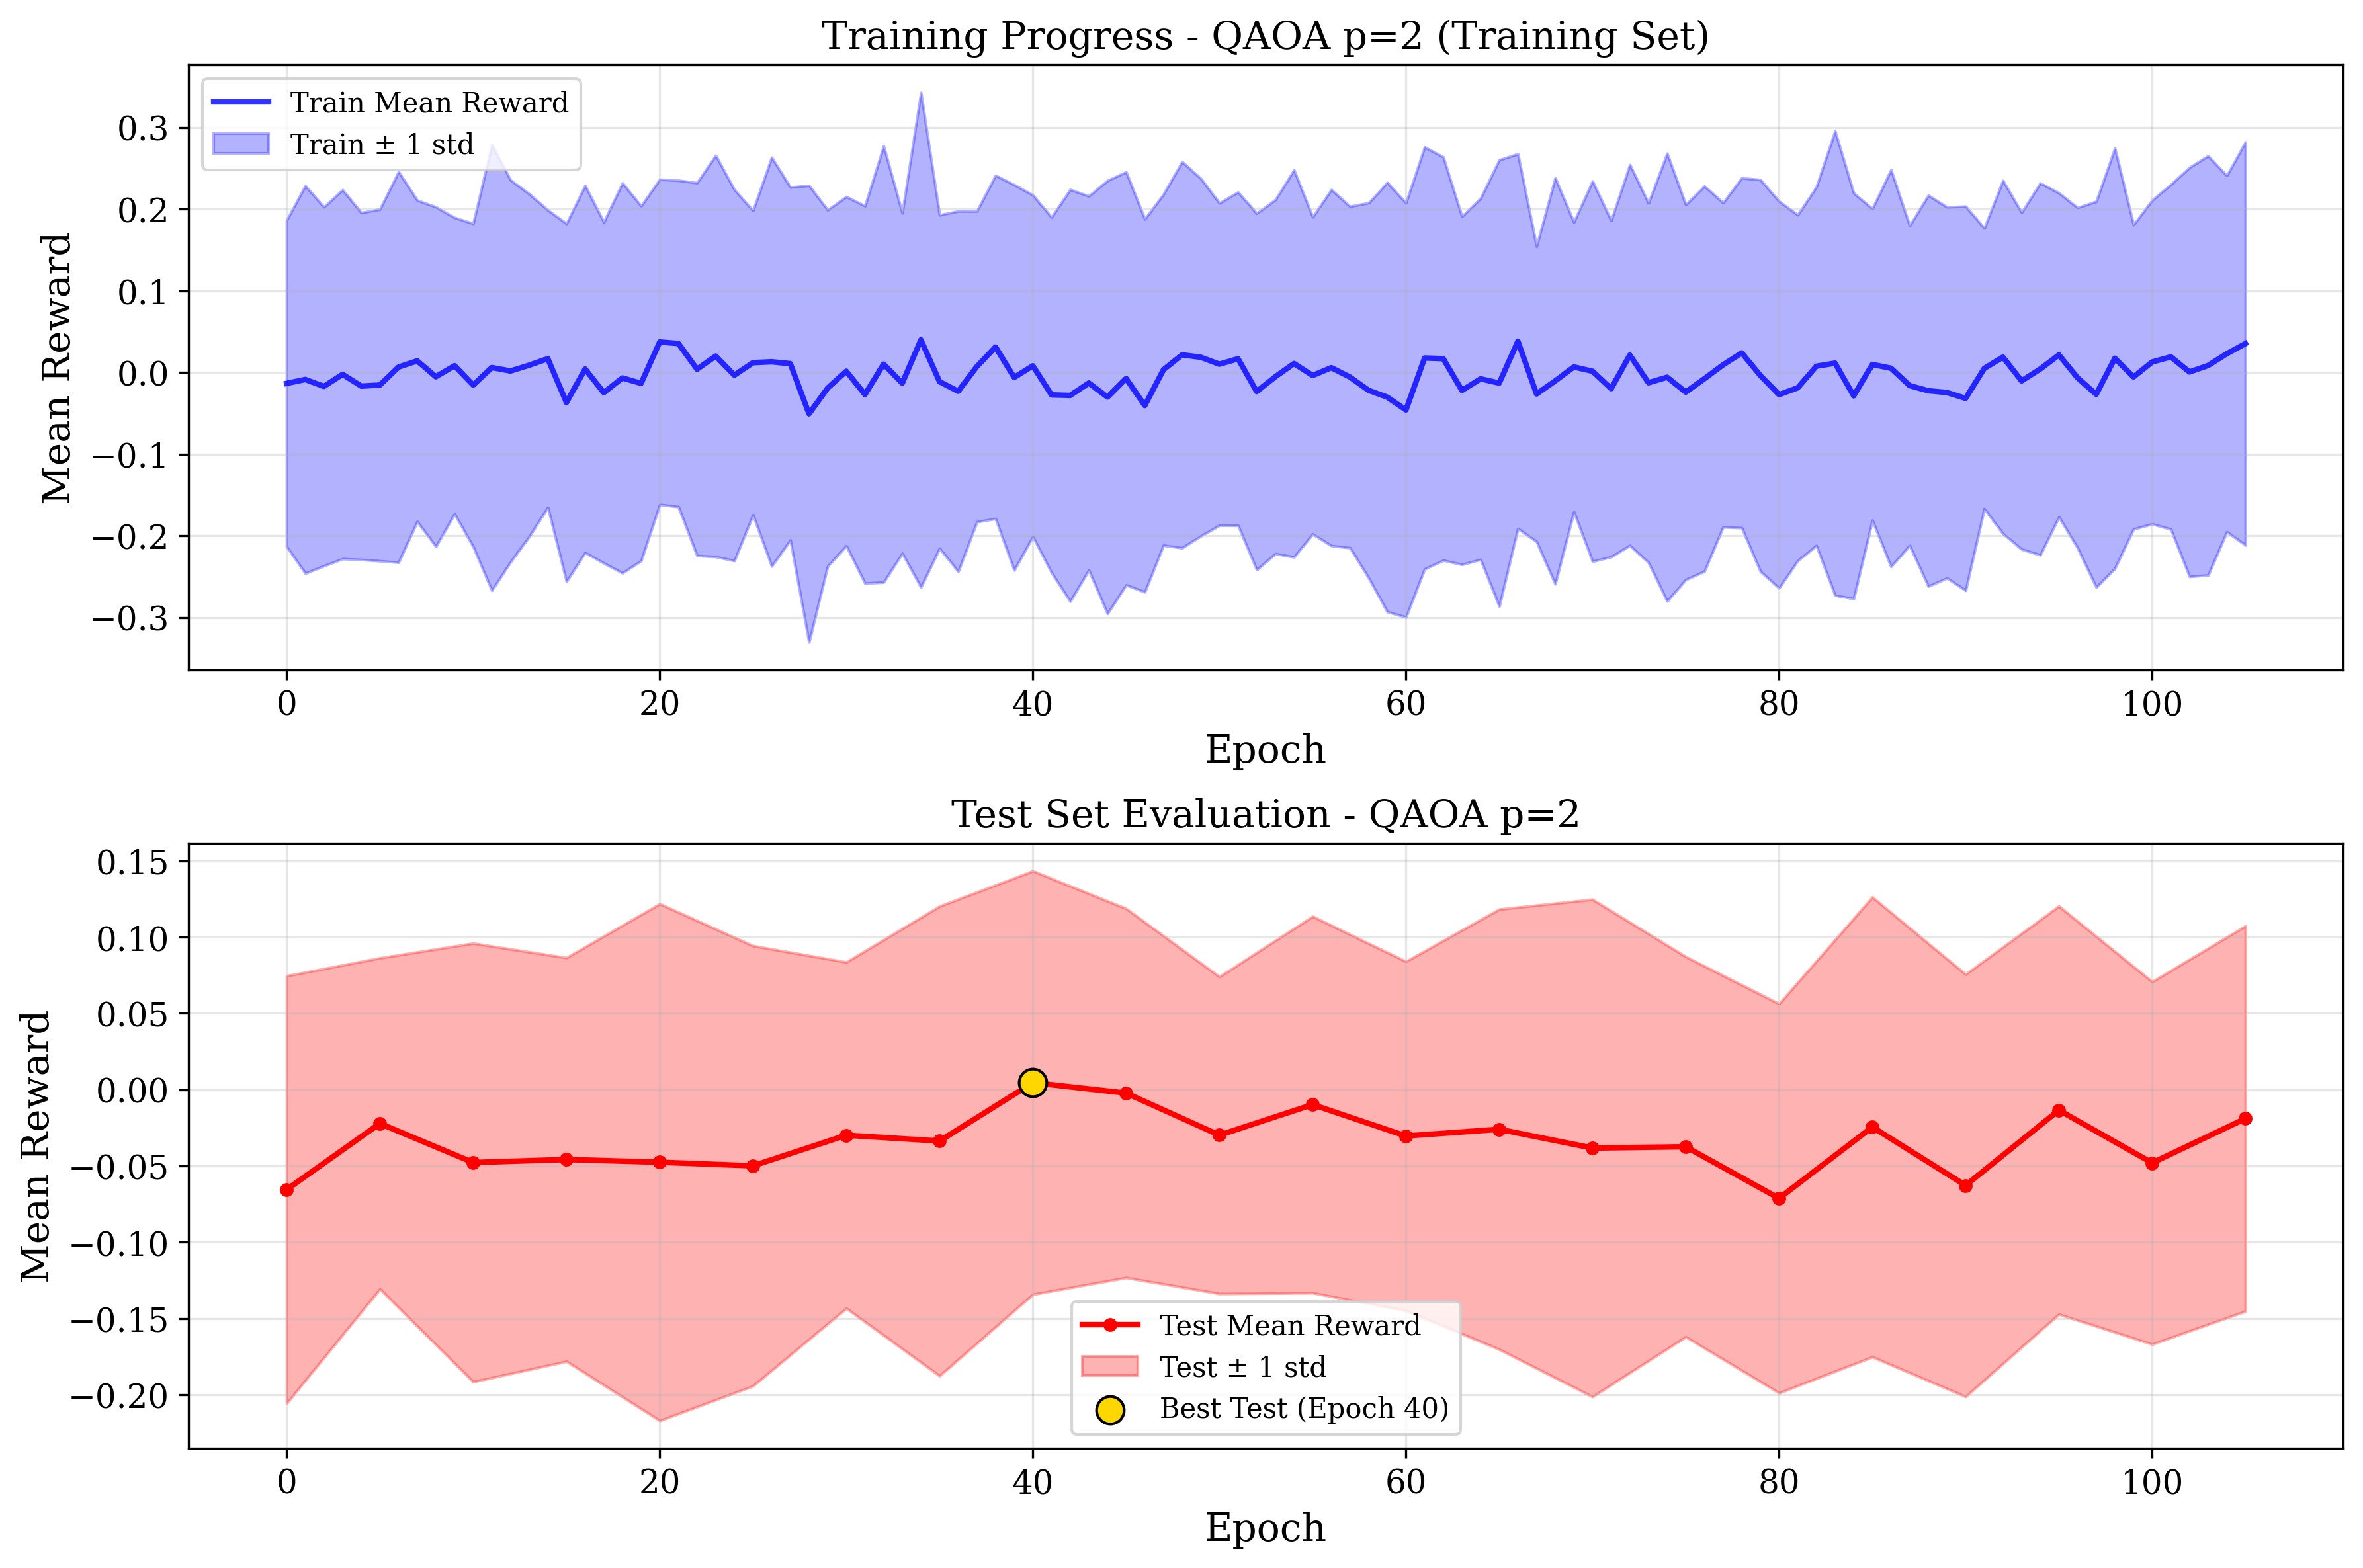 Training Progress - QAOA p=2 (Training Set)
Train Mean Reward
Train ± 1 std
Mean Reward
0.3
0.2
0.1
0.0
−0.1
−0.2
−0.3
0 20 40 60 80 100
Epoch
Test Set Evaluation - QAOA p=2
Mean Reward
0.15
0.10
0.05
0.00
−0.05
−0.10
−0.15
−0.20
Test Mean Reward
Test ± 1 std
Best Test (Epoch 40)
0 20 40 60 80 100
Epoch